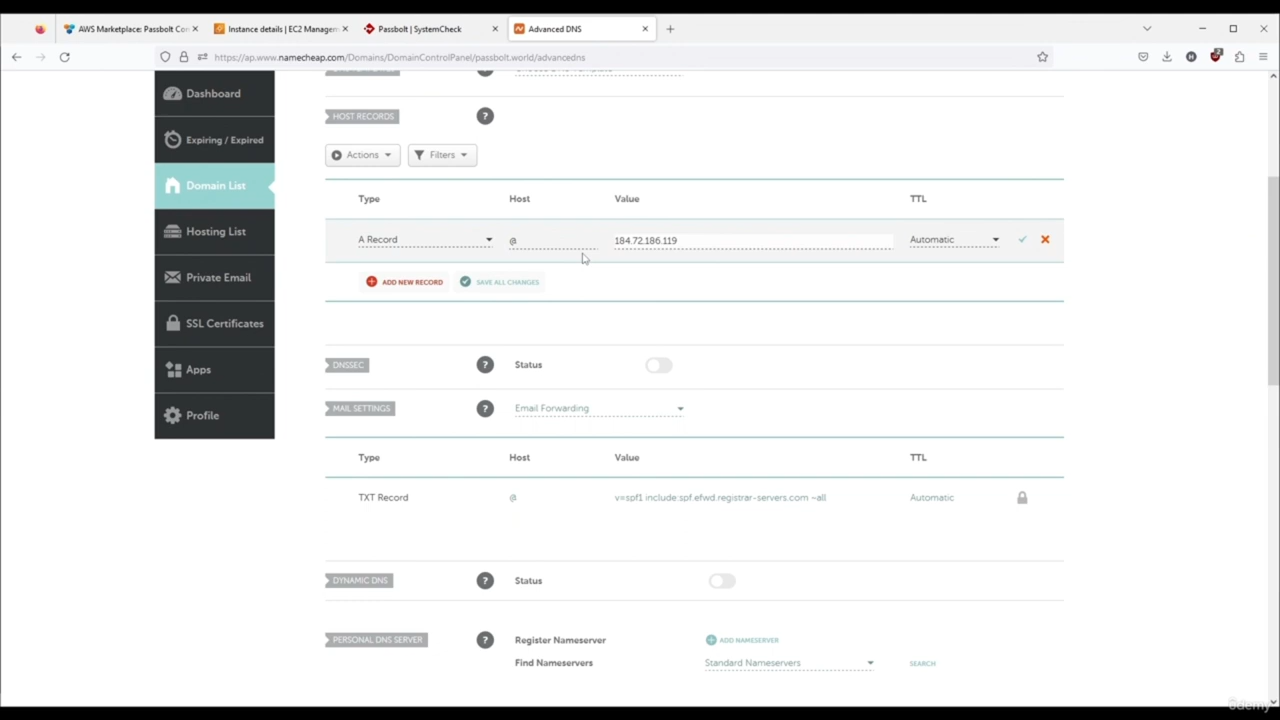 AWS Marketplace: Passbolt Co
Instance details | EC2 Managem
Passbolt | SystemCheck
Advanced DNS
https://ap.www.namecheap.com/Domains/DomainControlPanel/passbolt.world/advancedns
Dashboard
Expiring / Expired
Domain List
Hosting List
Private Email
SSL Certificates
Apps
Profile
HOST RECORDS
?
Actions
Filters
Type Host Value TTL
A Record @ 184.72.186.119 Automatic
ADD NEW RECORD SAVE ALL CHANGES
DNSSEC ? Status
MAIL SETTINGS ? Email Forwarding
Type Host Value TTL
TXT Record @ v=spf1 include:spf.efwd.registrar-servers.com ~all Automatic
DYNAMIC DNS ? Status
PERSONAL DNS SERVER ? Register Nameserver ADD NAMESERVER
Find Nameservers Standard Nameservers SEARCH
ûdemy